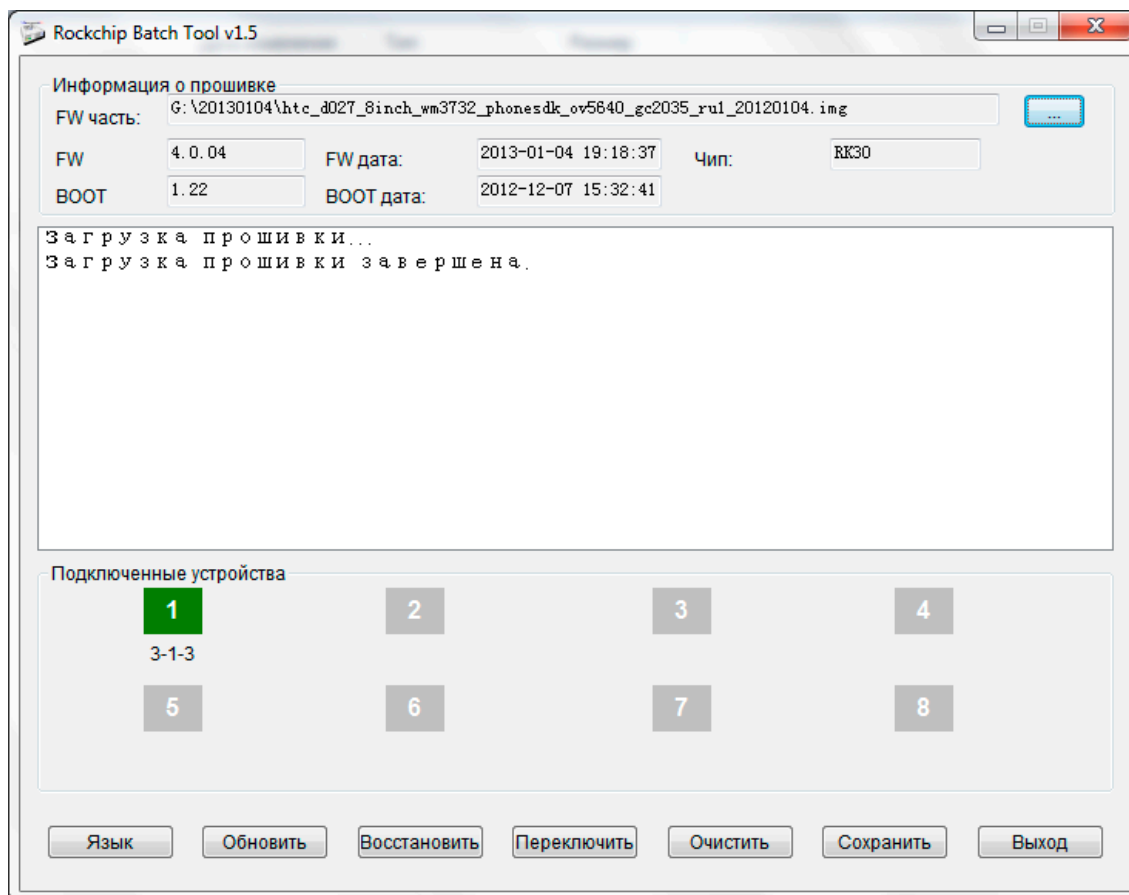 Rockchip Batch Tool v1.5
Информация о прошивке
FW часть: G:\20130104\htc_d027_8inch_wm3732_phonesdk_ov5640_gc2035_ru1_20120104.img ...
FW 4.0.04 FW дата: 2013-01-04 19:18:37 Чип: RK30
BOOT 1.22 BOOT дата: 2012-12-07 15:32:41
Загрузка прошивки...
Загрузка прошивки завершена.
Подключенные устройства
1 2 3 4
3-1-3
5 6 7 8
Язык Обновить Восстановить Переключить Очистить Сохранить Выход